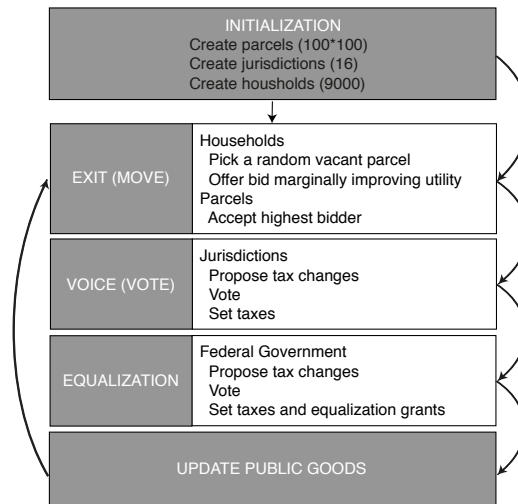 INITIALIZATION
Create parcels (100*100)
Create jurisdictions (16)
Create housholds (9000)
EXIT (MOVE)
Households
Pick a random vacant parcel
Offer bid marginally improving utility
Parcels
Accept highest bidder
VOICE (VOTE)
Jurisdictions
Propose tax changes
Vote
Set taxes
EQUALIZATION
Federal Government
Propose tax changes
Vote
Set taxes and equalization grants
UPDATE PUBLIC GOODS